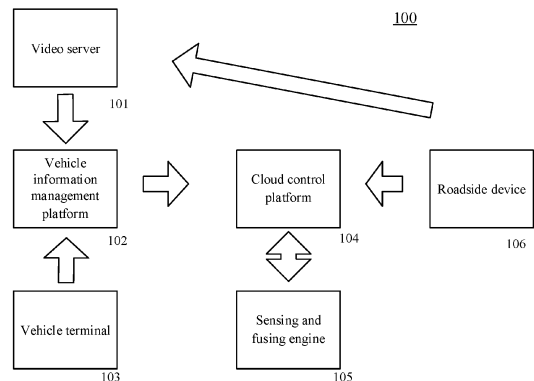 100
Video server
101
Vehicle
information
management
platform
102
Cloud control
platform
104
Roadside device
106
Vehicle terminal
103
Sensing and
fusing engine
105